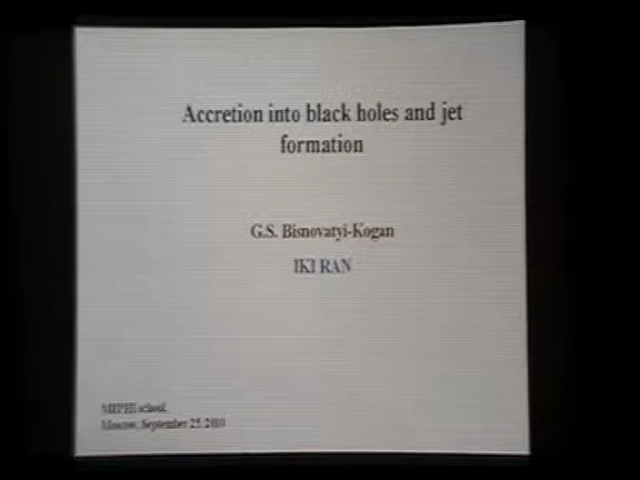 Accretion into black holes and jet
formation
G.S. Bisnovatyi-Kogan
IKI RAN
MEPHI school,
Moscow, September 25, 2010